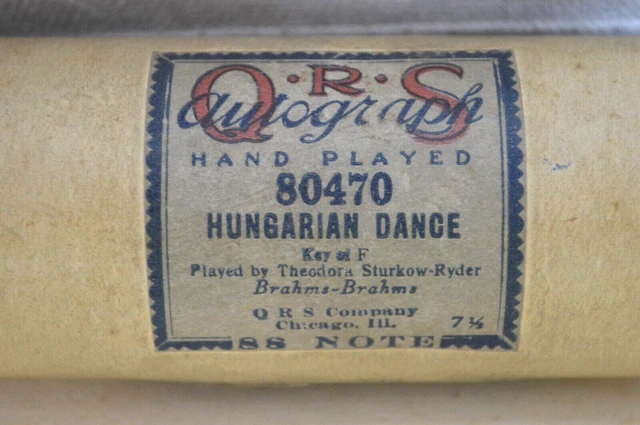 Q·R·S
autograph
HAND PLAYED
80470
HUNGARIAN DANCE
Key of F
Played by Theodora Sturkow-Ryder
Brahms-Brahms
Q R S Company
Chicago, Ill. 7½
88 NOTE